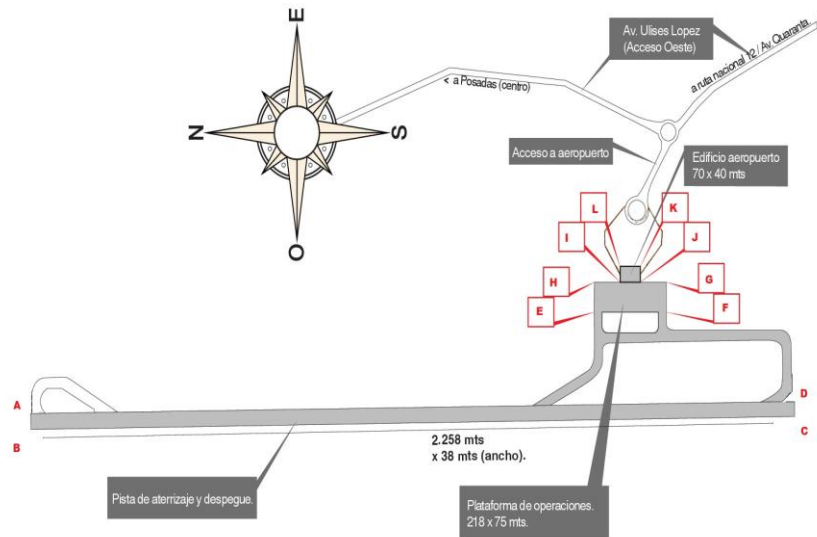 E
N
S
O
Av. Ulises Lopez
(Acceso Oeste)
a ruta nacional 12 / Av. Quaranta.
< a Posadas (centro)
Acceso a aeropuerto
Edificio aeropuerto
70 x 40 mts
L
K
I
J
H
G
E
F
A
D
B
C
2.258 mts
x 38 mts (ancho).
Pista de aterrizaje y despegue.
Plataforma de operaciones.
218 x 75 mts.